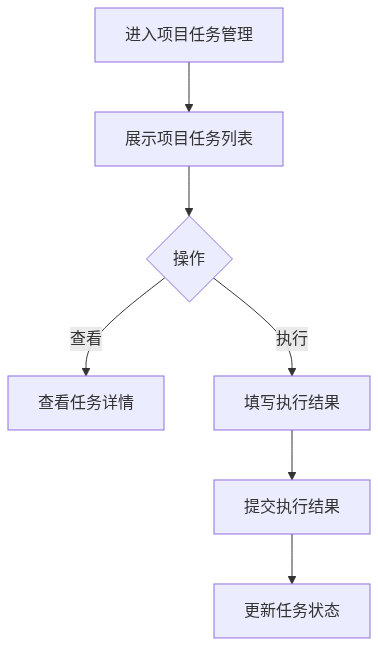 进入项目任务管理
展示项目任务列表
操作
查看
执行
查看任务详情
填写执行结果
提交执行结果
更新任务状态